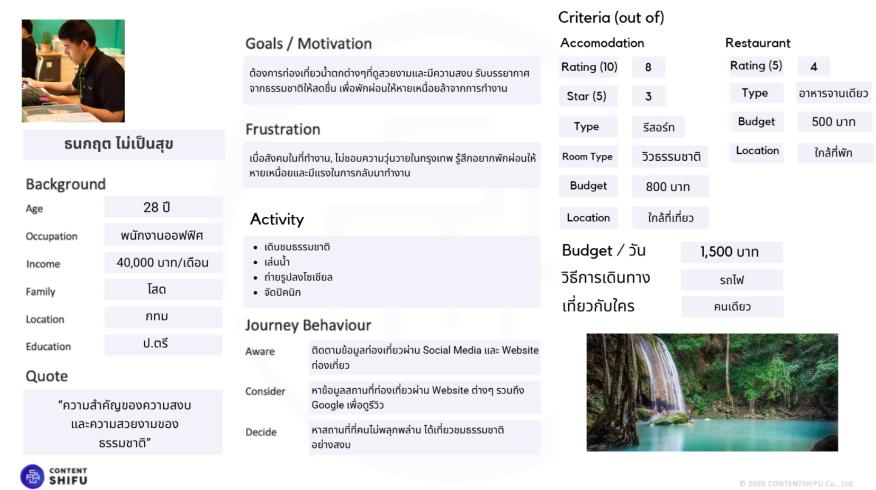 ธนกฤต ไม่เป็นสุข
Background
Age 28 ปี
Occupation พนักงานออฟฟิศ
Income 40,000 บาท/เดือน
Family โสด
Location กทม
Education ป.ตรี
Quote
“ความสำคัญของความสงบ
และความสวยงามของ
ธรรมชาติ”
CONTENT
SHIFU
Goals / Motivation
ต้องการท่องเที่ยวน้ำตกต่างๆที่ดูสวยงามและมีความสงบ รับบรรยากาศ
จากธรรมชาติให้สดชื่น เพื่อพักผ่อนให้หายเหนื่อยล้าจากการทำงาน
Frustration
เบื่อสังคมในที่ทำงาน, ไม่ชอบความวุ่นวายในกรุงเทพ รู้สึกอยากพักผ่อนให้
หายเหนื่อยและมีแรงในการกลับมาทำงาน
Activity
• เดินชมธรรมชาติ
• เล่นน้ำ
• ถ่ายรูปลงโซเชียล
• จัดปิคนิก
Journey Behaviour
Aware ติดตามข้อมูลท่องเที่ยวผ่าน Social Media และ Website
ท่องเที่ยว
Consider หาข้อมูลสถานที่ท่องเที่ยวผ่าน Website ต่างๆ รวมถึง
Google เพื่อดูรีวิว
Decide หาสถานที่ที่คนไม่พลุกพล่าน ได้เที่ยวชมธรรมชาติ
อย่างสงบ
Criteria (out of)
Accomodation
Rating (10) 8
Star (5) 3
Type รีสอร์ท
Room Type วิวธรรมชาติ
Budget 800 บาท
Location ใกล้ที่เที่ยว
Restaurant
Rating (5) 4
Type อาหารจานเดียว
Budget 500 บาท
Location ใกล้ที่พัก
Budget / วัน 1,500 บาท
วิธีการเดินทาง รถไฟ
เที่ยวกับใคร คนเดียว
© 2020 CONTENTSHIFU Co., Ltd.